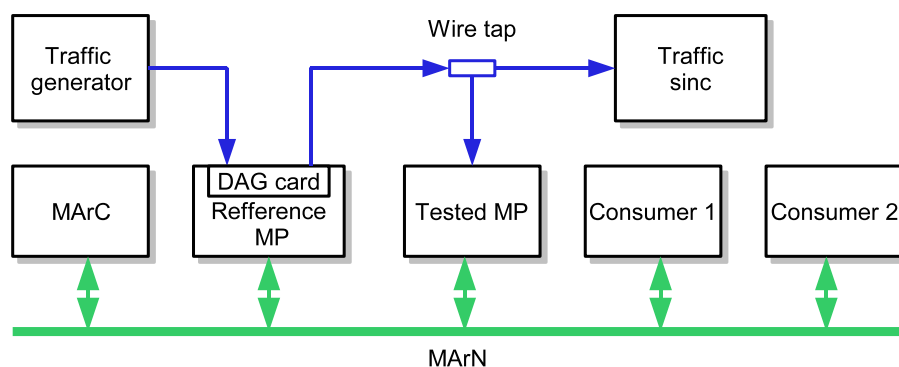 Wire tap
Traffic
generator
Traffic
sinc
DAG card
MArC
Refference
MP
Tested MP
Consumer 1
Consumer 2
MArN